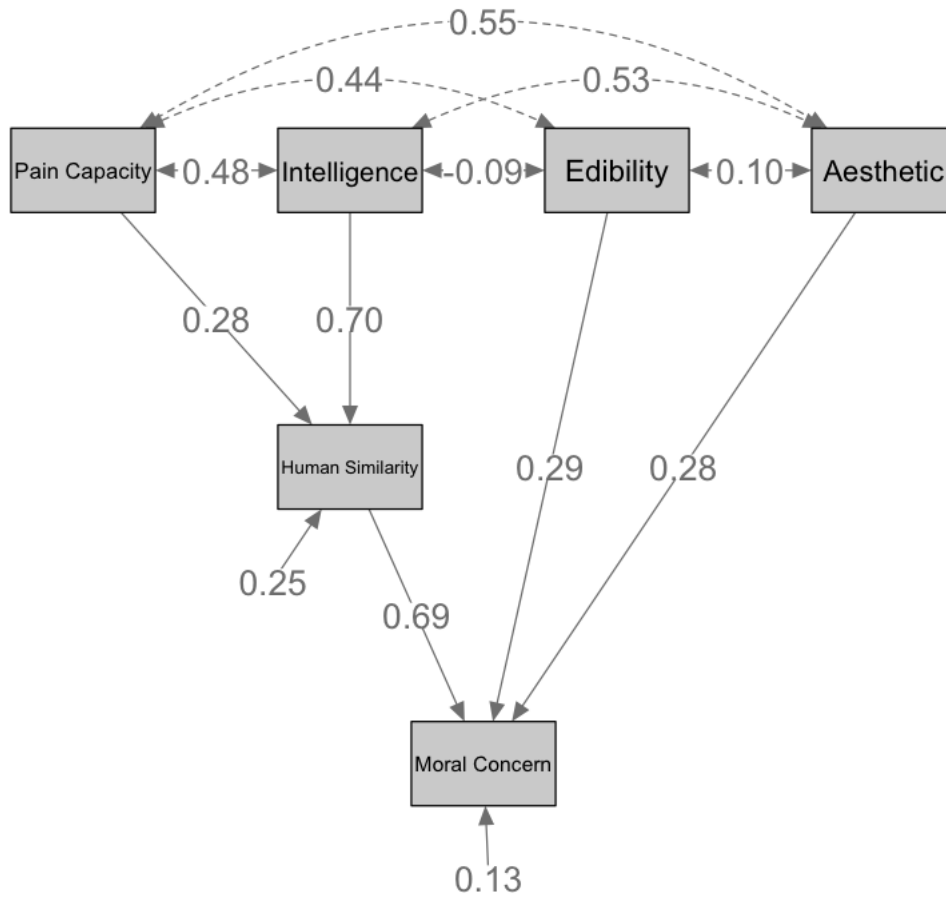 0.55
0.44 0.53
Pain Capacity 0.48 Intelligence -0.09 Edibility 0.10 Aesthetic
0.28 0.70
Human Similarity 0.29 0.28
0.25
0.69
Moral Concern
0.13